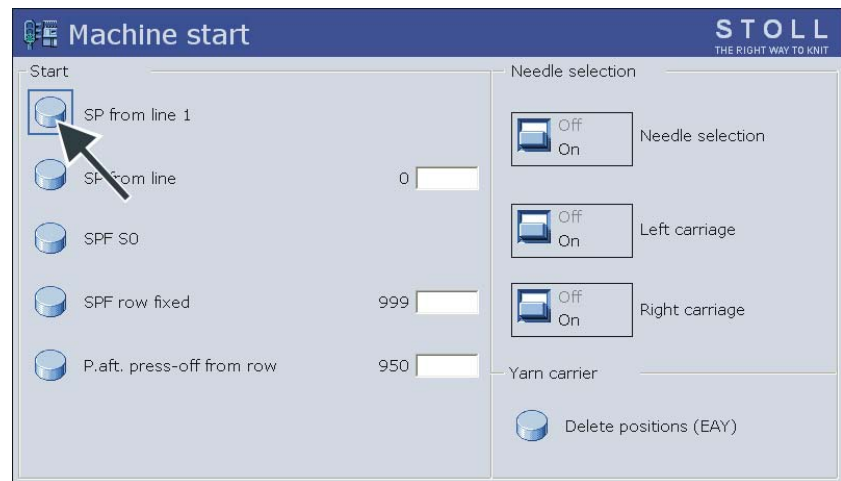 Machine start
STOLL
THE RIGHT WAY TO KNIT
Start
SP from line 1
SP from line 0
SPF S0
SPF row fixed 999
P.aft. press-off from row 950
Needle selection
Off
On
Needle selection
Off
On
Left carriage
Off
On
Right carriage
Yarn carrier
Delete positions (EAY)